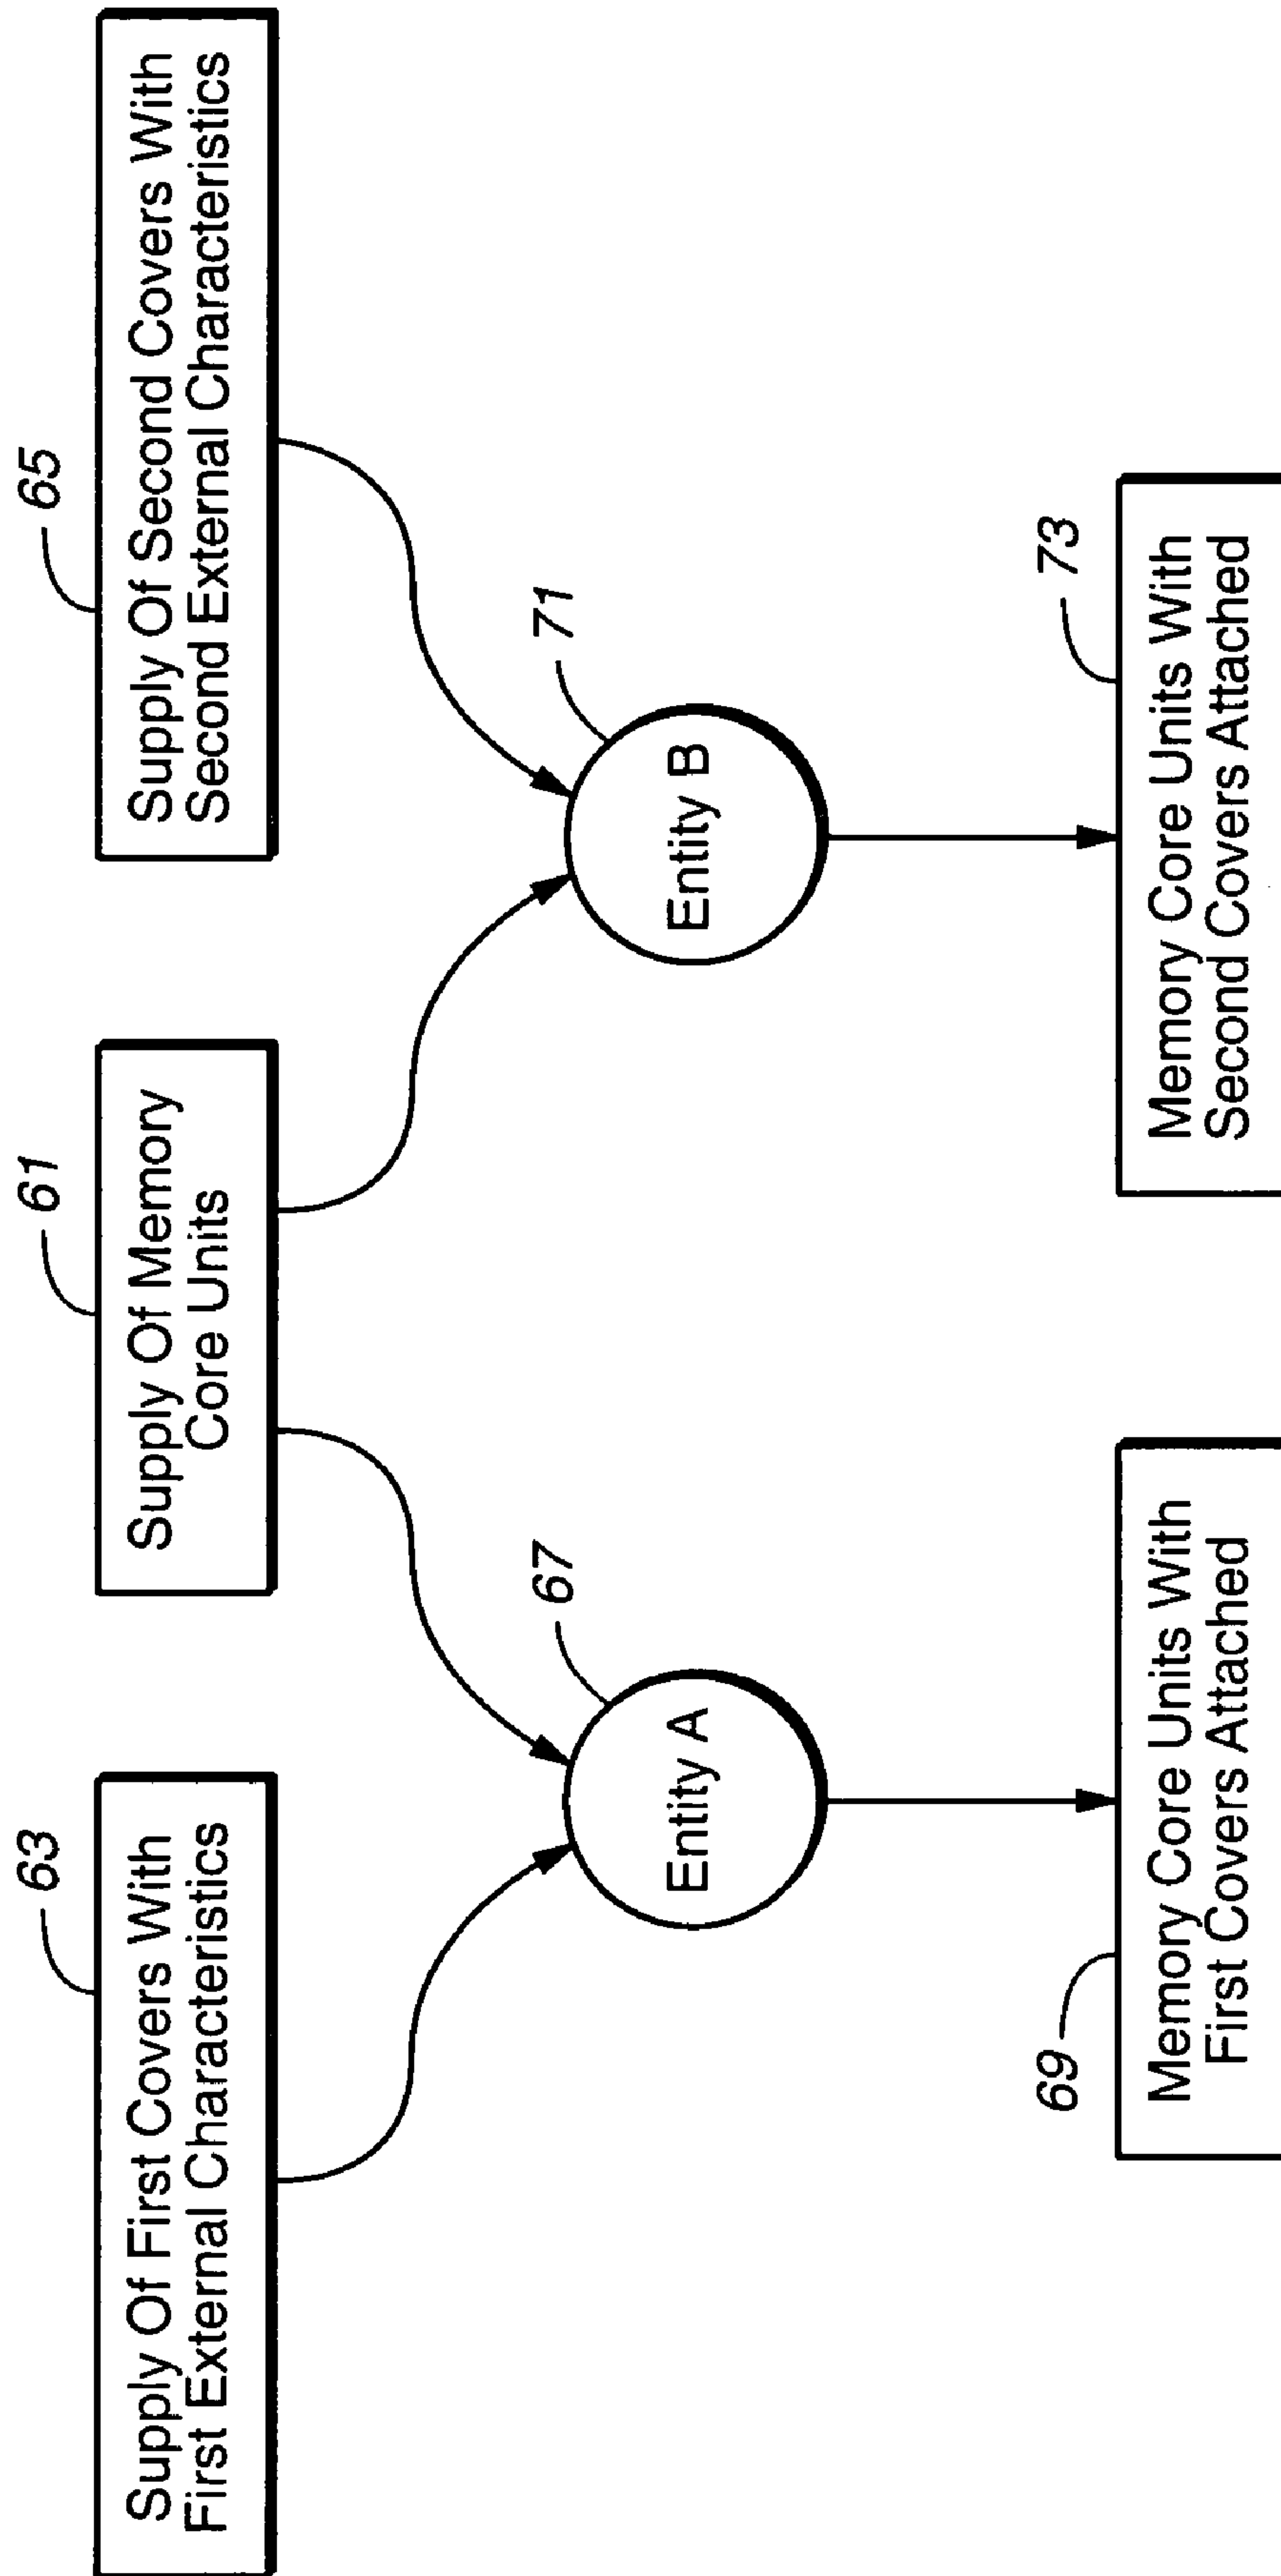 63
Supply Of First Covers With
First External Characteristics
61
Supply Of Memory
Core Units
65
Supply Of Second Covers With
Second External Characteristics
67
Entity A
71
Entity B
69
Memory Core Units With
First Covers Attached
73
Memory Core Units With
Second Covers Attached